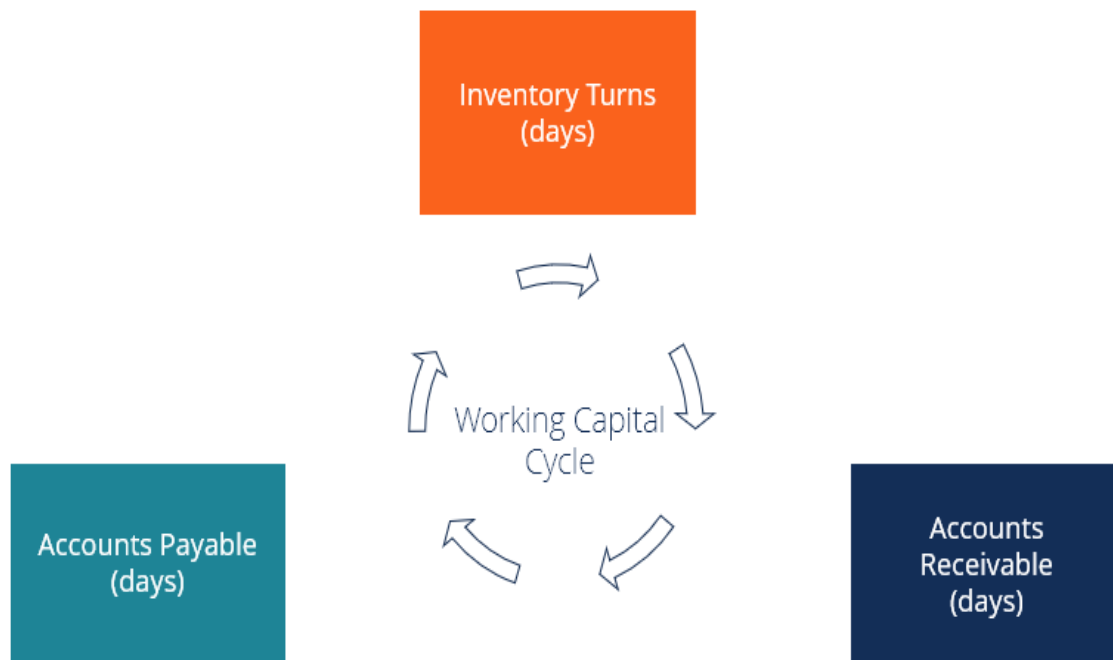 Inventory Turns
(days)
Working Capital
Cycle
Accounts Payable
(days)
Accounts
Receivable
(days)